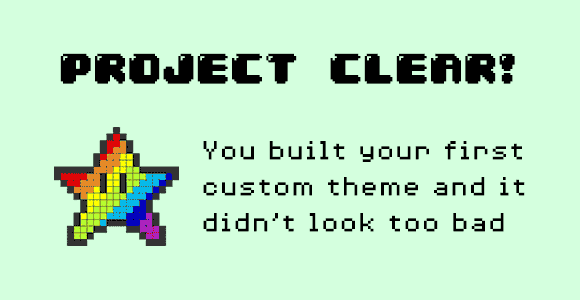 PROJECT CLEAR!
You built your first
custom theme and it
didn't look too bad